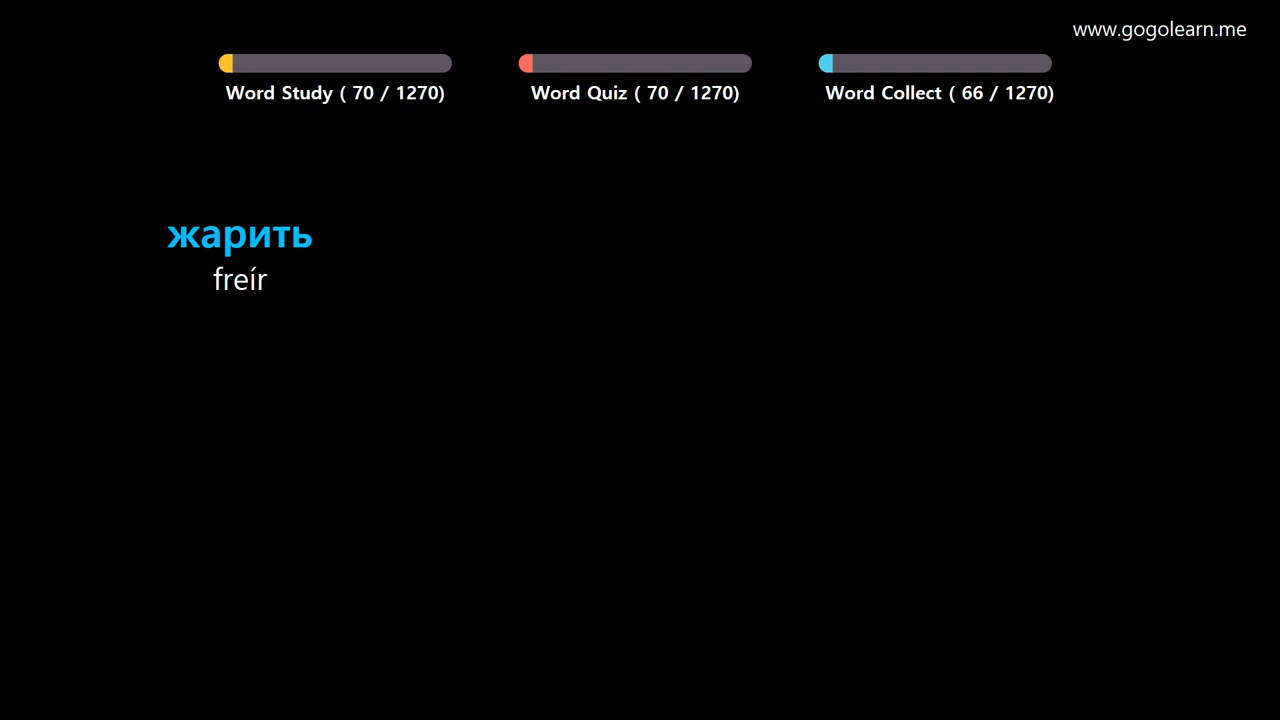 www.gogolearn.me
Word Study ( 70 / 1270)
Word Quiz ( 70 / 1270)
Word Collect ( 66 / 1270)
жарить
freír